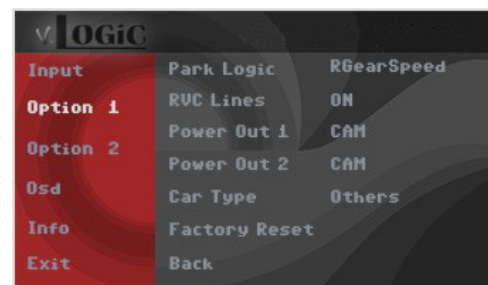 V.LOGiC
Input
Option 1
Option 2
Osd
Info
Exit
Park Logic RGearSpeed
RVC Lines ON
Power Out 1 CAM
Power Out 2 CAM
Car Type Others
Factory Reset
Back